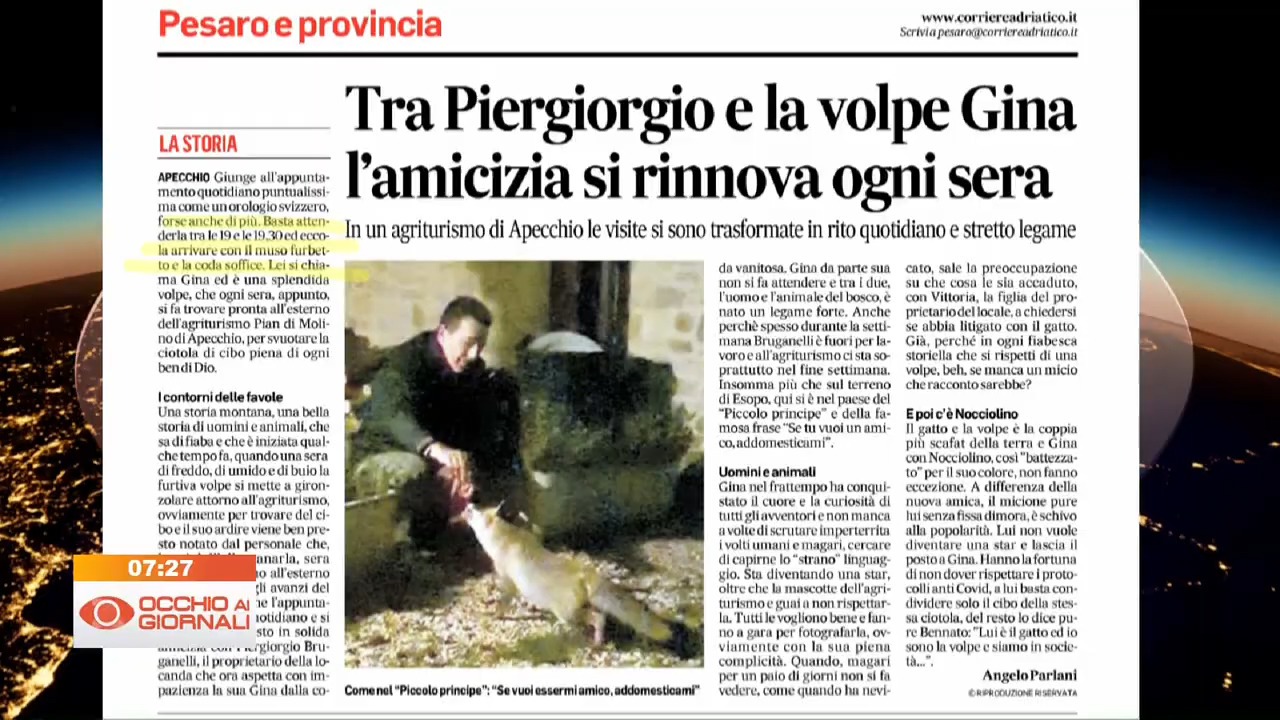 Pesaro e provincia
www.corriereadriatico.it
Scrivi a pesaro@corriereadriatico.it
Tra Piergiorgio e la volpe Gina
l'amicizia si rinnova ogni sera
In un agriturismo di Apecchio le visite si sono trasformate in rito quotidiano e stretto legame
LA STORIA
APECCHIO Giunge all'appunta-
mento quotidiano puntualissi-
ma come un orologio svizzero,
forse anche di più. Basta atten-
derla tra le 19 e le 19,30 ed ecco-
la arrivare con il muso furbet-
to e la coda soffice. Lei si chia-
ma Gina ed è una splendida
volpe, che ogni sera, appunto,
si fa trovare pronta all'esterno
dell'agriturismo Pian di Moli-
no di Apecchio, per svuotare la
ciotola di cibo piena di ogni
ben di Dio.
I contorni delle favole
Una storia montana, una bella
storia di uomini e animali, che
sa di fiaba e che è iniziata qual-
che tempo fa, quando una sera
di freddo, di umido e di buio la
furtiva volpe si mette a giron-
zolare attorno all'agriturismo,
ovviamente per trovare del ci-
bo e il suo ardire viene ben pre-
sto notato dal personale che,
anarla, sera
all'esterno
gli avanzi del
l'appunta-
otidiano e si
sto in solida
amicizia con Piergiorgio Bru-
ganelli, il proprietario della lo-
canda che ora aspetta con im-
pazienza la sua Gina dalla co-
da vanitosa. Gina da parte sua
non si fa attendere e tra i due,
l'uomo e l'animale del bosco, è
nato un legame forte. Anche
perchè spesso durante la setti-
mana Bruganelli è fuori per la-
voro e all'agriturismo ci sta so-
prattutto nel fine settimana.
Insomma più che sul terreno
di Esopo, qui si è nel paese del
"Piccolo principe" e della fa-
mosa frase "Se tu vuoi un ami-
co, addomesticami".
Uomini e animali
Gina nel frattempo ha conqui-
stato il cuore e la curiosità di
tutti gli avventori e non manca
a volte di scrutare imperterrita
i volti umani e magari, cercare
di capirne lo "strano" linguag-
gio. Sta diventando una star,
oltre che la mascotte dell'agri-
turismo e guai a non rispettar-
la. Tutti le vogliono bene e fan-
no a gara per fotografarla, ov-
viamente con la sua piena
complicità. Quando, magari
per un paio di giorni non si fa
vedere, come quando ha nevi-
cato, sale la preoccupazione
su che cosa le sia accaduto,
con Vittoria, la figlia del pro-
prietario del locale, a chiedersi
se abbia litigato con il gatto.
Già, perché in ogni fiabesca
storiella che si rispetti di una
volpe, beh, se manca un micio
che racconto sarebbe?
E poi c'è Nocciolino
Il gatto e la volpe è la coppia
più scafat della terra e Gina
con Nocciolino, così "battezza-
to" per il suo colore, non fanno
eccezione. A differenza della
nuova amica, il micione pure
lui senza fissa dimora, è schivo
alla popolarità. Lui non vuole
diventare una star e lascia il
posto a Gina. Hanno la fortuna
di non dover rispettare i proto-
colli anti Covid, a lui basta con-
dividere solo il cibo della stes-
sa ciotola, del resto lo dice pu-
re Bennato: "Lui è il gatto ed io
sono la volpe e siamo in socie-
tà...".
Angelo Parlani
© RIPRODUZIONE RISERVATA
Come nel "Piccolo principe": "Se vuoi essermi amico, addomesticami"
07:27
OCCHIO AI
GIORNALI